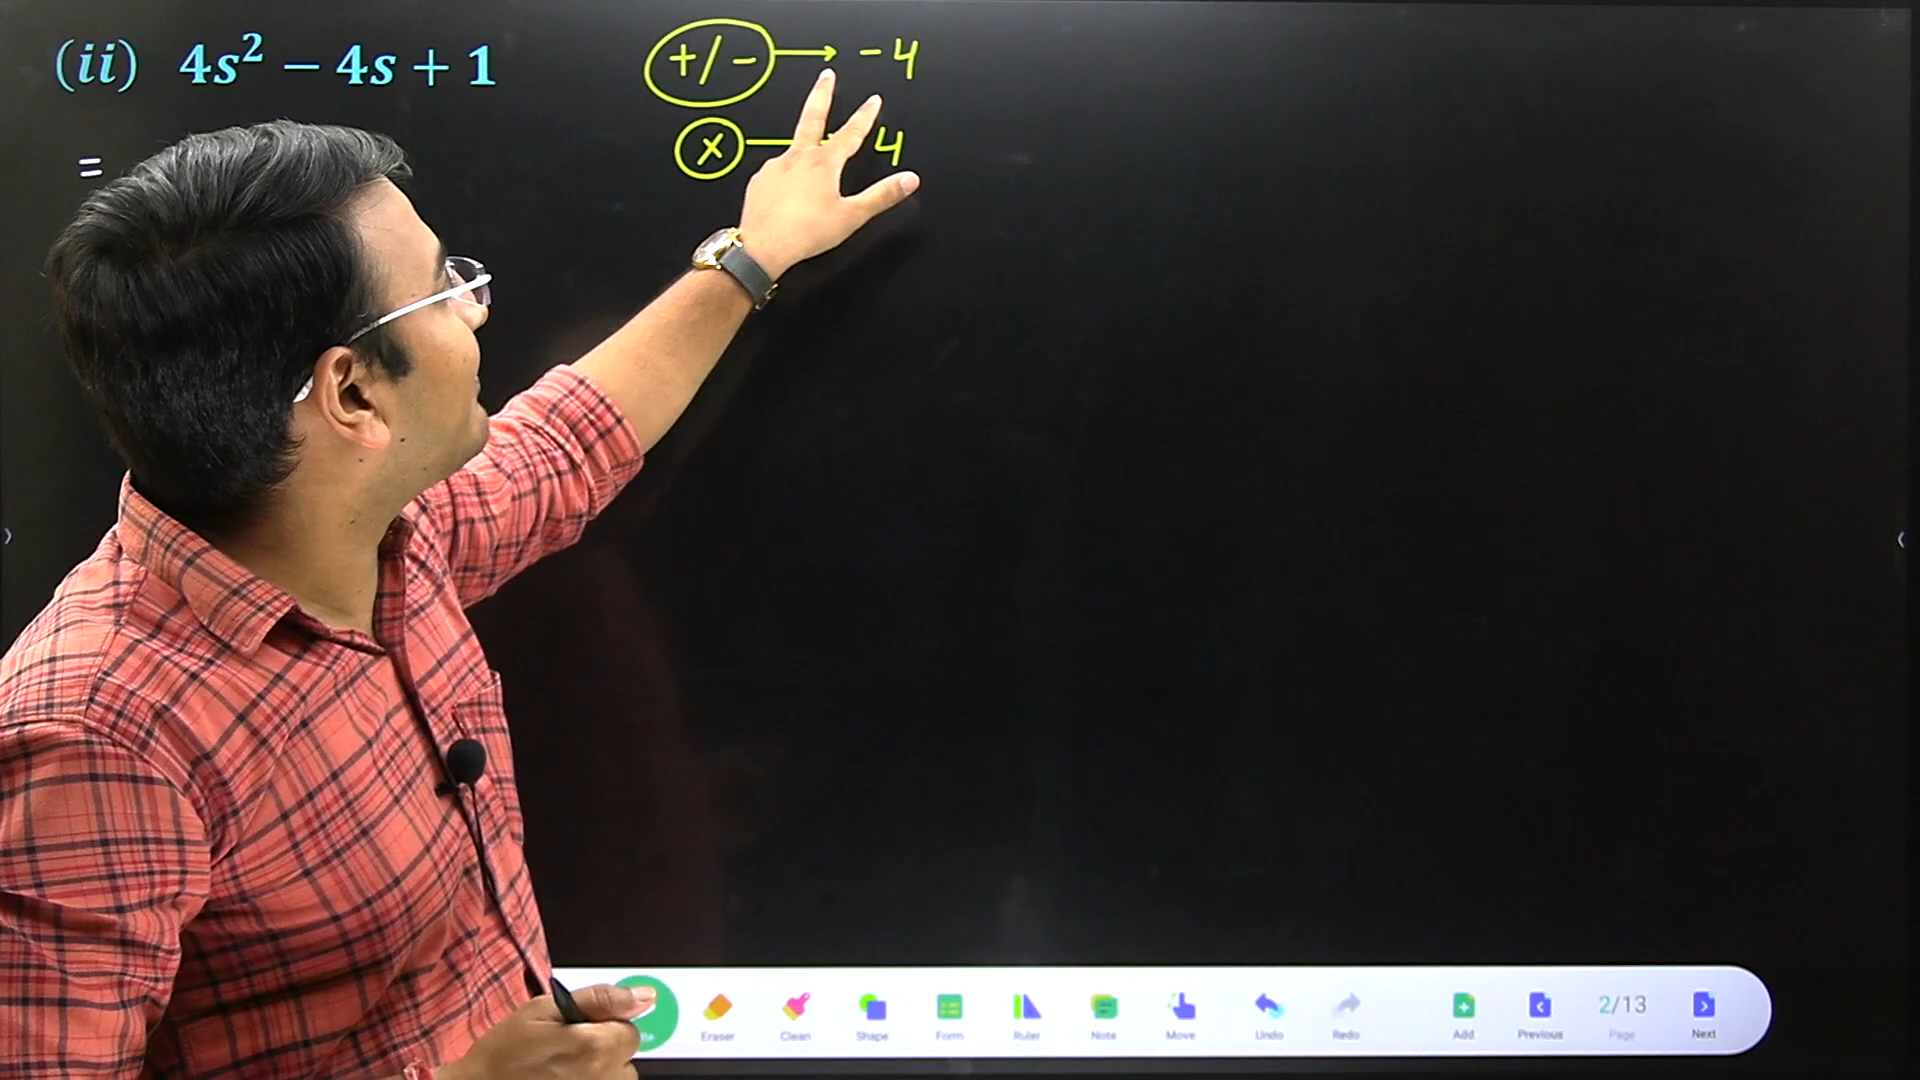 (ii) 4s² − 4s + 1
=
+/- → -4
× 4
Eraser
Clean
Shape
Form
Ruler
Note
Move
Undo
Redo
Add
Previous
2/13
Page
Next